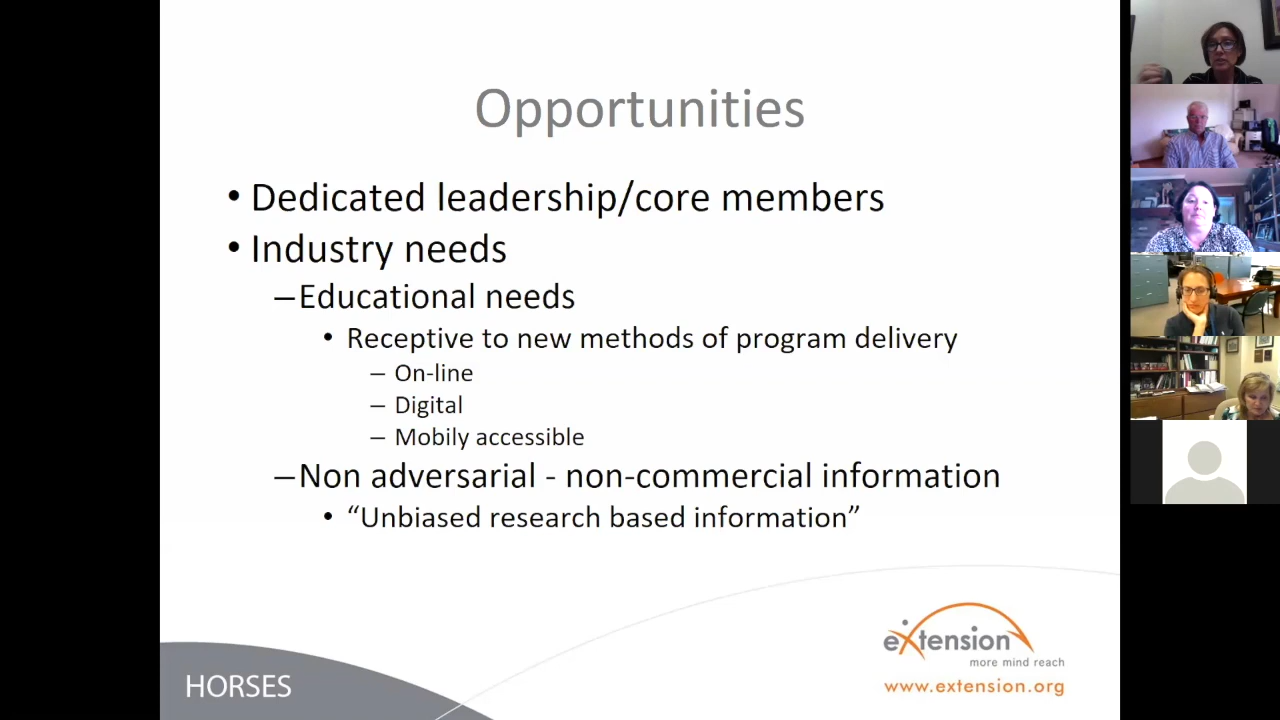 Opportunities
• Dedicated leadership/core members
• Industry needs
–Educational needs
• Receptive to new methods of program delivery
– On-line
– Digital
– Mobily accessible
–Non adversarial - non-commercial information
• “Unbiased research based information”
eXtension
more mind reach
www.extension.org
HORSES